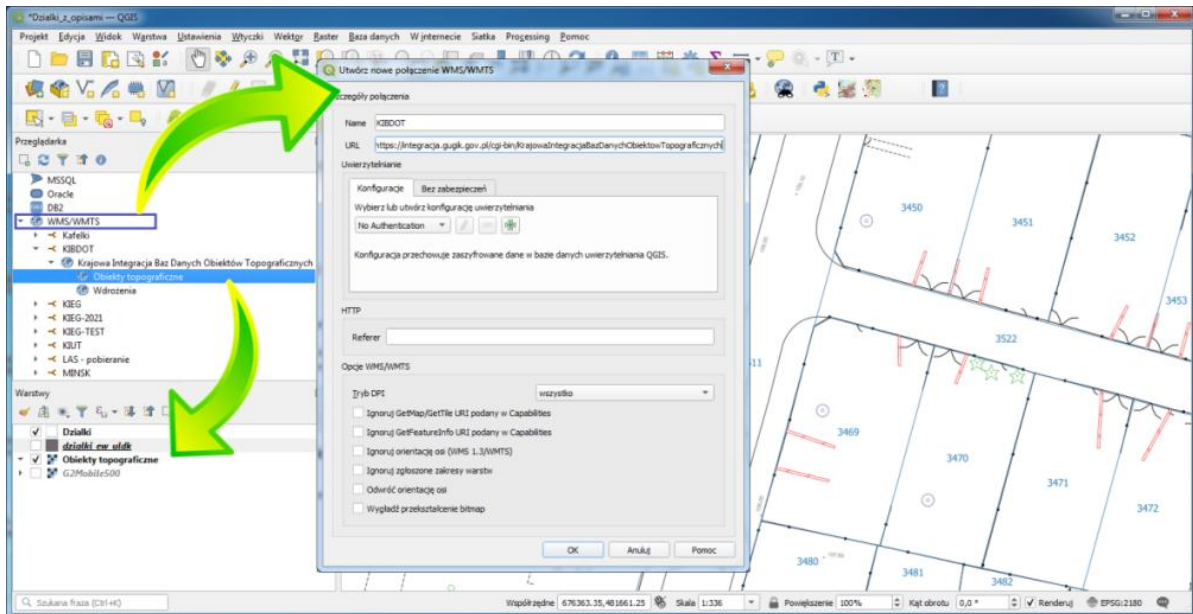 *Dzialki_z_opisami — QGIS
Projekt Edycja Widok Warstwa Ustawienia Wtyczki Wektor Raster Baza danych W internecie Siatka Processing Pomoc
Utwórz nowe połączenie WMS/WMTS
zczegóły połączenia
Name KIBDOT
URL https://integracja.gugik.gov.pl/cgi-bin/KrajowaIntegracjaBazDanychObiektowTopograficznych
Uwierzytelnianie
Konfiguracje Bez zabezpieczeń
Wybierz lub utwórz konfigurację uwierzytelniania
No Authentication
Konfiguracja przechowuje zaszyfrowane dane w bazie danych uwierzytelniania QGIS.
HTTP
Referer
Opcje WMS/WMTS
Tryb DPI wszystko
Ignoruj GetMap/GetTile URI podany w Capabilities
Ignoruj GetFeatureInfo URI podany w Capabilities
Ignoruj orientację osi (WMS 1.3/WMTS)
Ignoruj zgłoszone zakresy warstw
Odwróć orientację osi
Wygładź przekształcenie bitmap
OK Anuluj Pomoc
Przeglądarka
MSSQL
Oracle
DB2
WMS/WMTS
Kafelki
KIBDOT
Krajowa Integracja Baz Danych Obiektów Topograficznych
Obiekty topograficzne
Wdrożenia
KIEG
KIEG-2021
KIEG-TEST
KIUT
LAS - pobieranie
MINSK
Warstwy
Działki
dzialki_ew_uldk
Obiekty topograficzne
G2Mobile500
3450
3451
3452
3453
3522
511
3469
3470
3471
3472
3480
3481
3482
Szukana fraza (Ctrl+K)
Współrzędne 676363.35,481661.25 Skala 1:336 Powiększenie 100% Kąt obrotu 0,0 ° Renderuj EPSG:2180